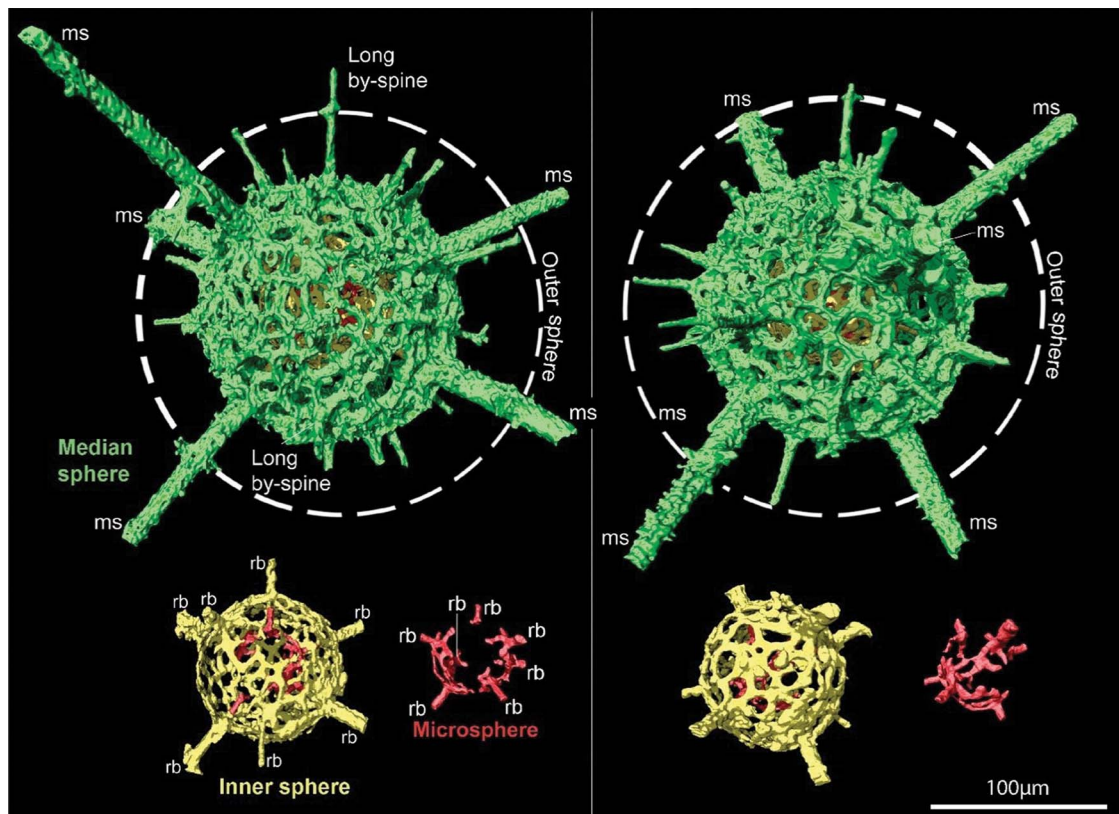 ms
Long
by-spine
ms
ms
Outer sphere
ms
Median
sphere
Long
by-spine
ms
rb
rb
rb
rb
rb
rb
rb
Inner sphere
rb
rb
rb
rb
rb
rb
rb
Microsphere
ms
ms
ms
Outer sphere
ms
ms
ms
100µm